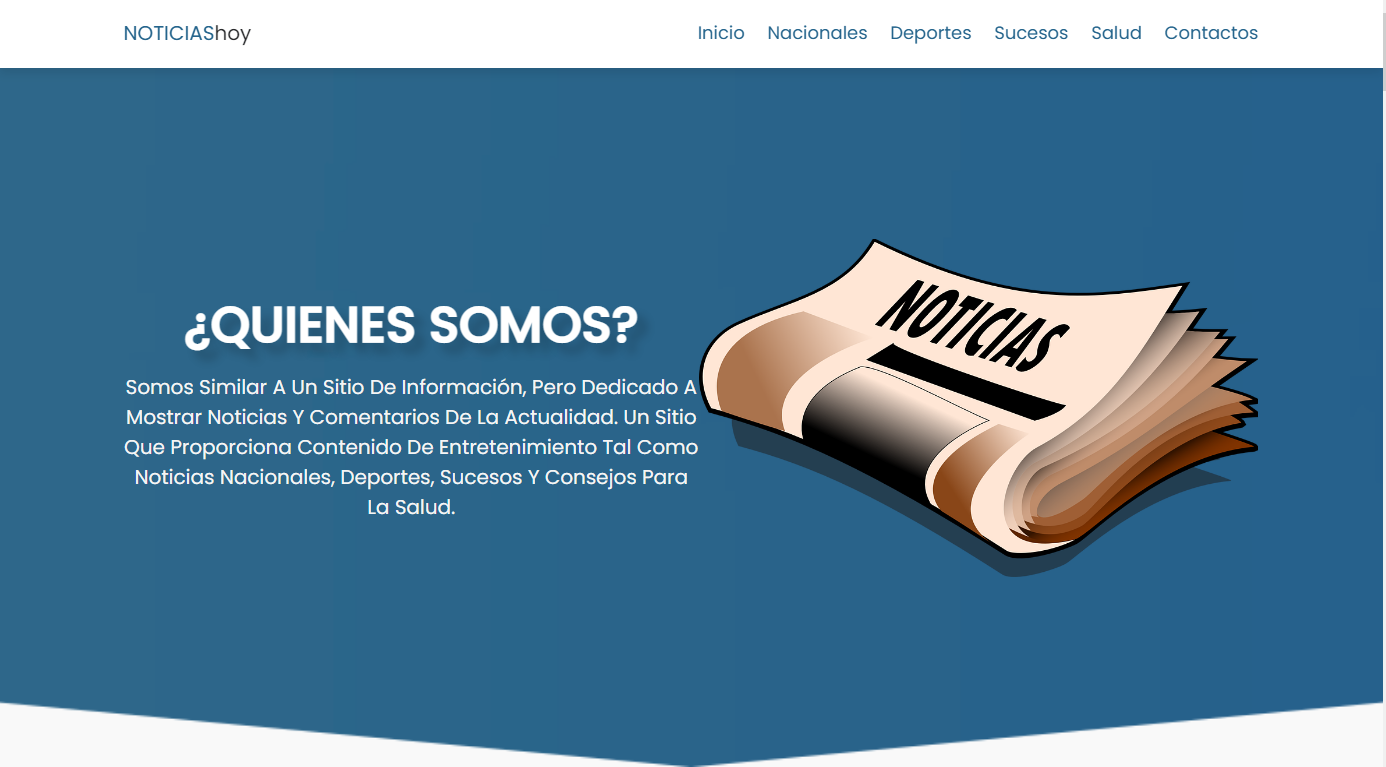 NOTICIAShoy
Inicio Nacionales Deportes Sucesos Salud Contactos
¿QUIENES SOMOS?
Somos Similar A Un Sitio De Información, Pero Dedicado A
Mostrar Noticias Y Comentarios De La Actualidad. Un Sitio
Que Proporciona Contenido De Entretenimiento Tal Como
Noticias Nacionales, Deportes, Sucesos Y Consejos Para
La Salud.
NOTICIAS